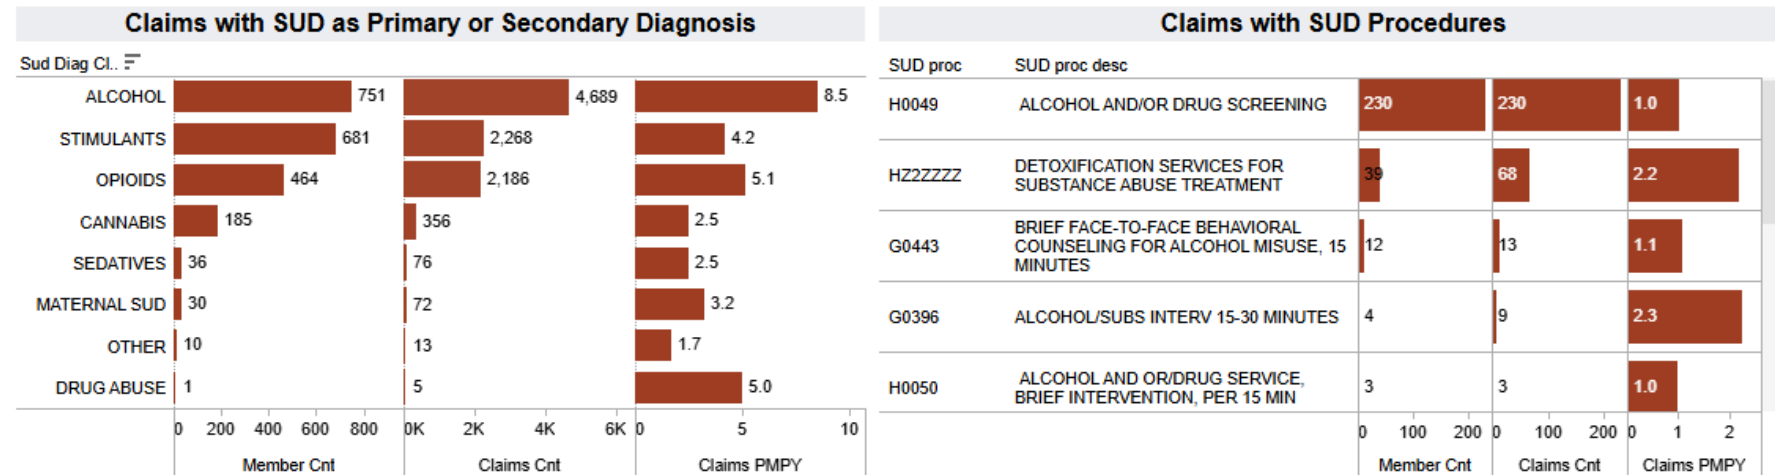 Claims with SUD as Primary or Secondary Diagnosis
Sud Diag Cl..
ALCOHOL 751 4,689 8.5
STIMULANTS 681 2,268 4.2
OPIOIDS 464 2,186 5.1
CANNABIS 185 356 2.5
SEDATIVES 36 76 2.5
MATERNAL SUD 30 72 3.2
OTHER 10 13 1.7
DRUG ABUSE 1 5 5.0
0 200 400 600 800 0K 2K 4K 6K 0 5 10
Member Cnt Claims Cnt Claims PMPY
Claims with SUD Procedures
SUD proc SUD proc desc
H0049 ALCOHOL AND/OR DRUG SCREENING 230 230 1.0
HZ2ZZZZ DETOXIFICATION SERVICES FOR
SUBSTANCE ABUSE TREATMENT 39 68 2.2
G0443 BRIEF FACE-TO-FACE BEHAVIORAL
COUNSELING FOR ALCOHOL MISUSE, 15
MINUTES 12 13 1.1
G0396 ALCOHOL/SUBS INTERV 15-30 MINUTES 4 9 2.3
H0050 ALCOHOL AND OR/DRUG SERVICE,
BRIEF INTERVENTION, PER 15 MIN 3 3 1.0
0 100 200 0 100 200 0 1 2
Member Cnt Claims Cnt Claims PMPY